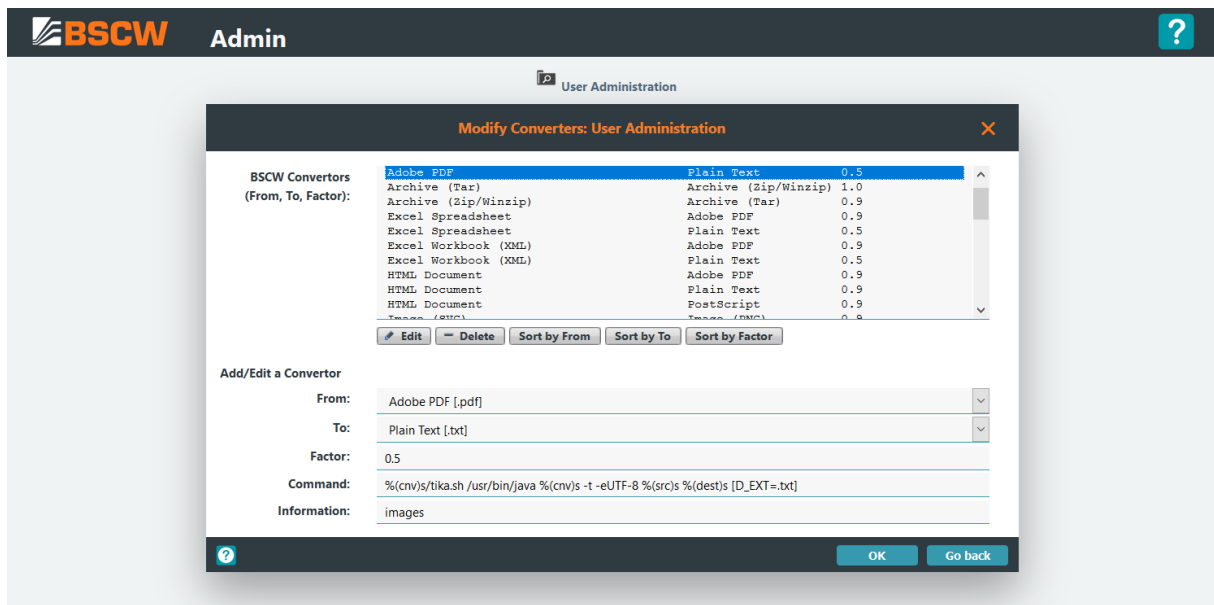 BSCW Admin ?
User Administration
Modify Converters: User Administration
BSCW Convertors
(From, To, Factor):
Adobe PDF Plain Text 0.5
Archive (Tar) Archive (Zip/Winzip) 1.0
Archive (Zip/Winzip) Archive (Tar) 0.9
Excel Spreadsheet Adobe PDF 0.9
Excel Spreadsheet Plain Text 0.5
Excel Workbook (XML) Adobe PDF 0.9
Excel Workbook (XML) Plain Text 0.5
HTML Document Adobe PDF 0.9
HTML Document Plain Text 0.9
HTML Document PostScript 0.9
Image (SVG) Image (PNG) 0.9
Edit Delete Sort by From Sort by To Sort by Factor
Add/Edit a Convertor
From: Adobe PDF [.pdf]
To: Plain Text [.txt]
Factor: 0.5
Command: %(cnv)s/tika.sh /usr/bin/java %(cnv)s -t -eUTF-8 %(src)s %(dest)s [D_EXT=.txt]
Information: images
? OK Go back